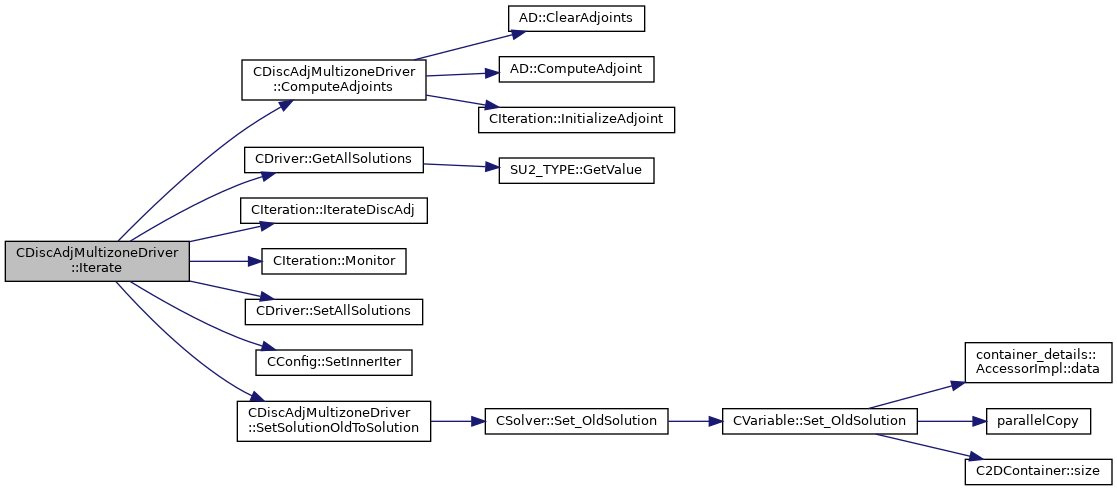 AD::ClearAdjoints
CDiscAdjMultizoneDriver
::ComputeAdjoints
AD::ComputeAdjoint
CIteration::InitializeAdjoint
CDriver::GetAllSolutions
SU2_TYPE::GetValue
CIteration::IterateDiscAdj
CDiscAdjMultizoneDriver
::Iterate
CIteration::Monitor
CDriver::SetAllSolutions
CConfig::SetInnerIter
CDiscAdjMultizoneDriver
::SetSolutionOldToSolution
CSolver::Set_OldSolution
CVariable::Set_OldSolution
container_details::
AccessorImpl::data
parallelCopy
C2DContainer::size